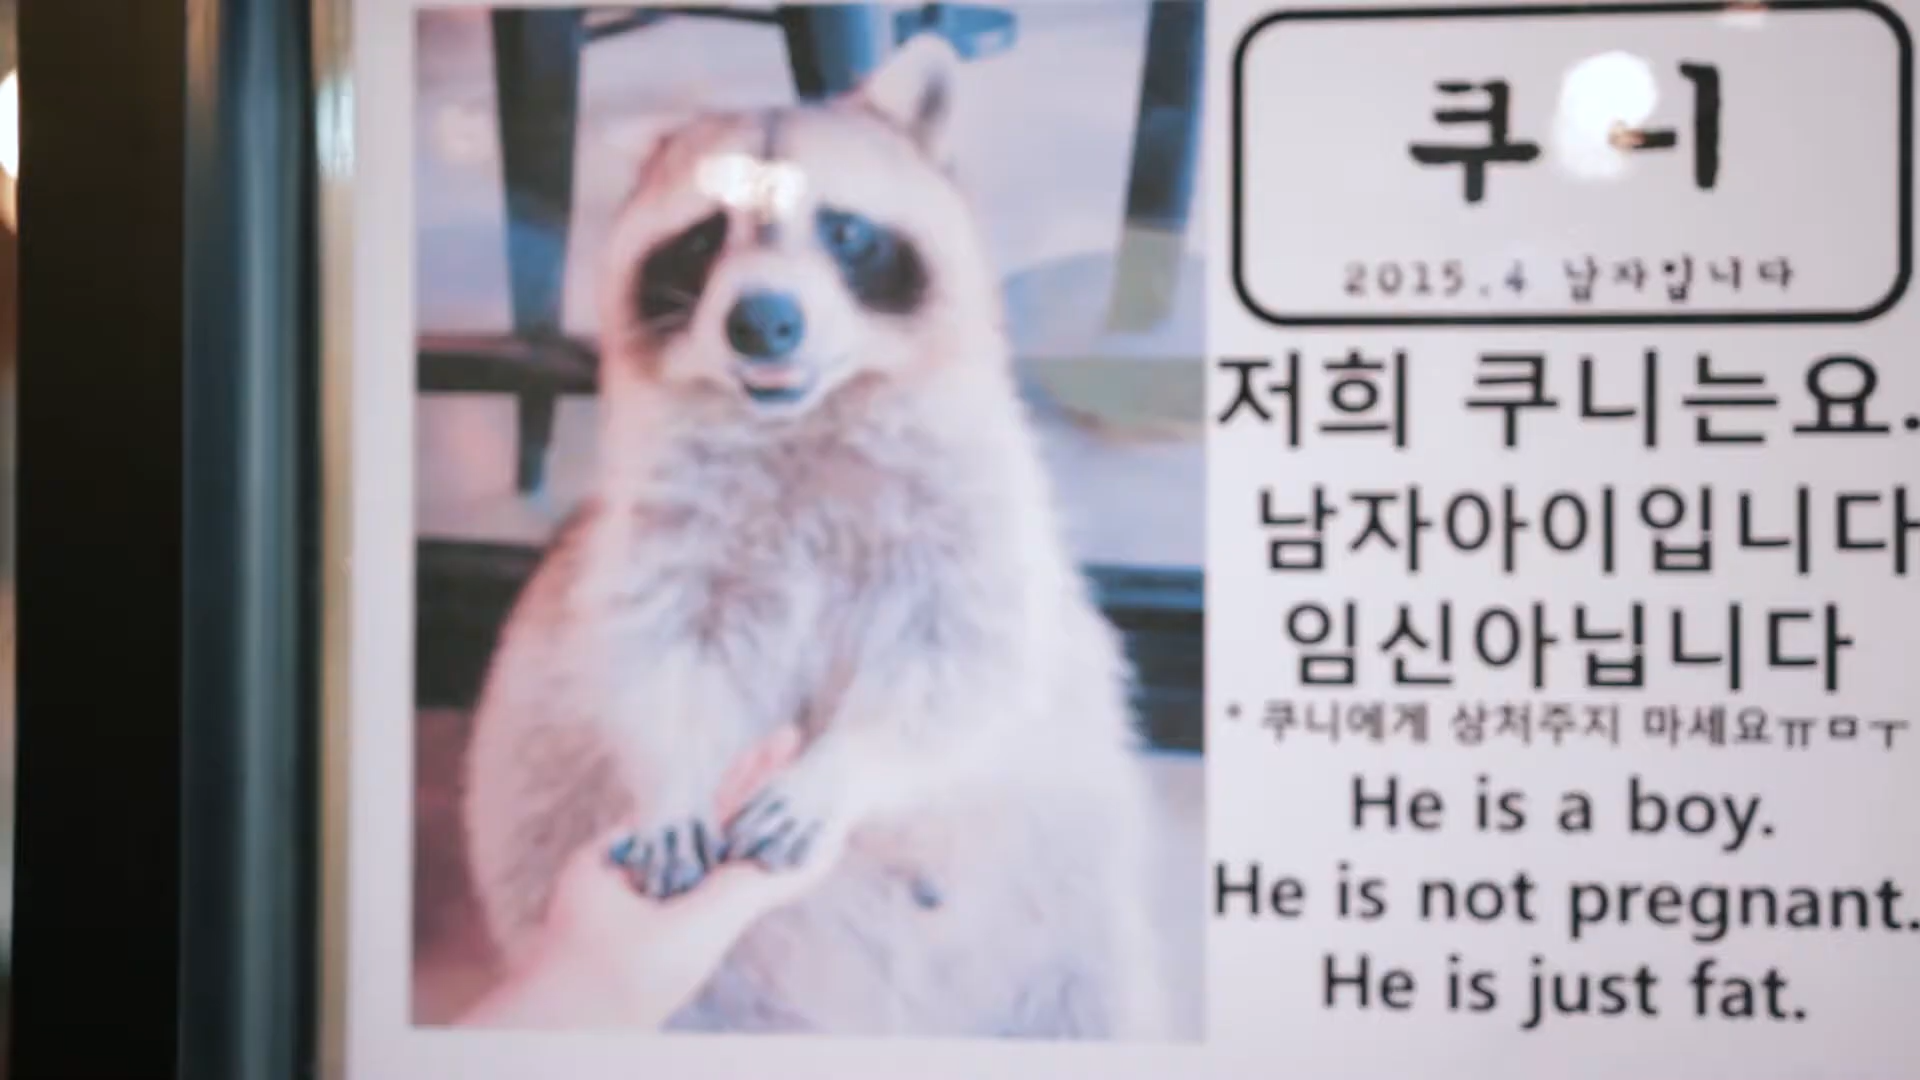 쿠니
2015.4 남자입니다
저희 쿠니는요.
남자아이입니다
임신아닙니다
* 쿠니에게 상처주지 마세요ㅠㅁㅜ
He is a boy.
He is not pregnant.
He is just fat.